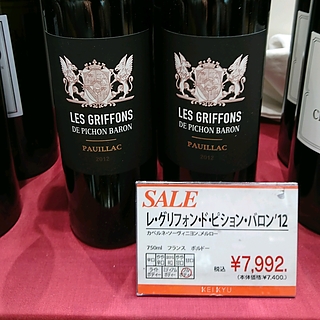 LES GRIFFONS
DE PICHON BARON
PAUILLAC
2012
LES GRIFFONS
DE PICHON BARON
PAUILLAC
2012
SALE
レ・グリフォン・ド・ピション・バロン'12
カベルネ・ソーヴィニヨン、メルロー
750ml フランス ボルドー
税込 ¥7,992.
(本体価格¥7,400.)
KEIKYU